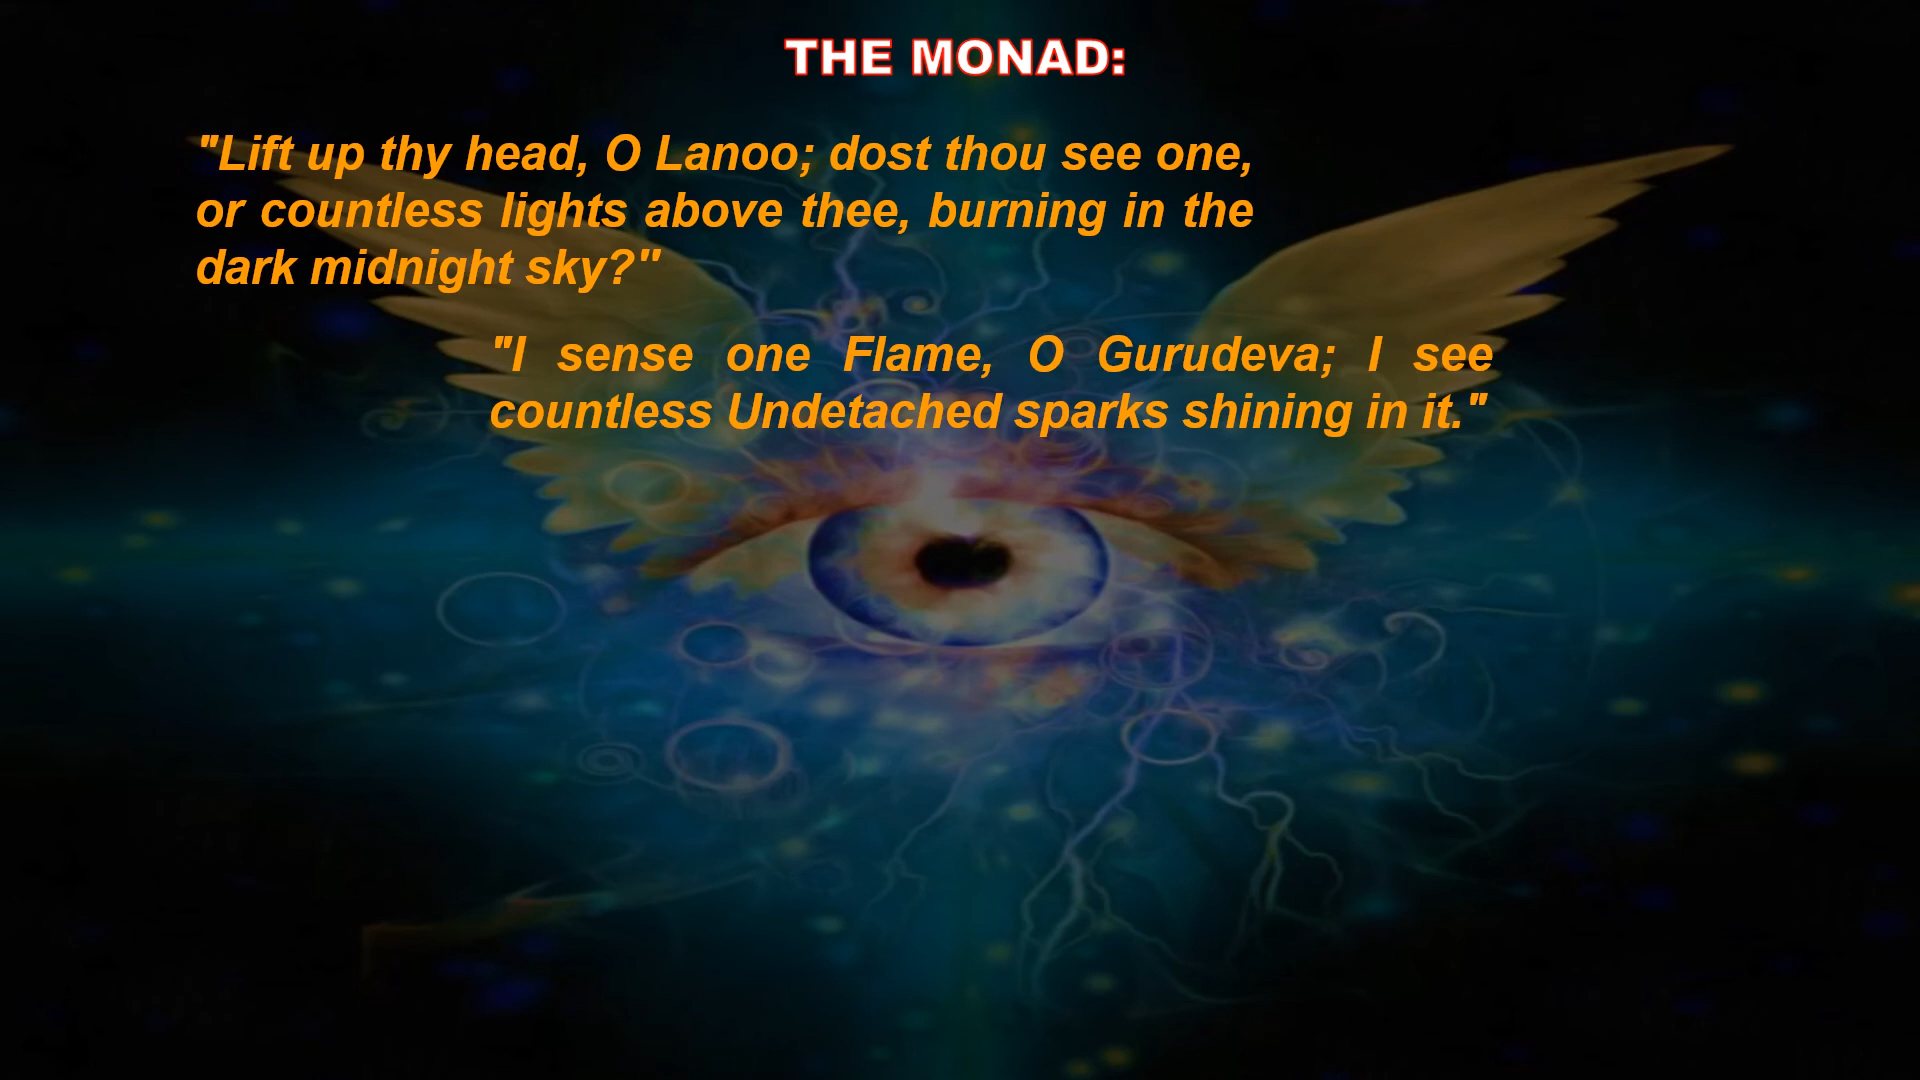 THE MONAD:
"Lift up thy head, O Lanoo; dost thou see one,
or countless lights above thee, burning in the
dark midnight sky?"
"I sense one Flame, O Gurudeva; I see
countless Undetached sparks shining in it."